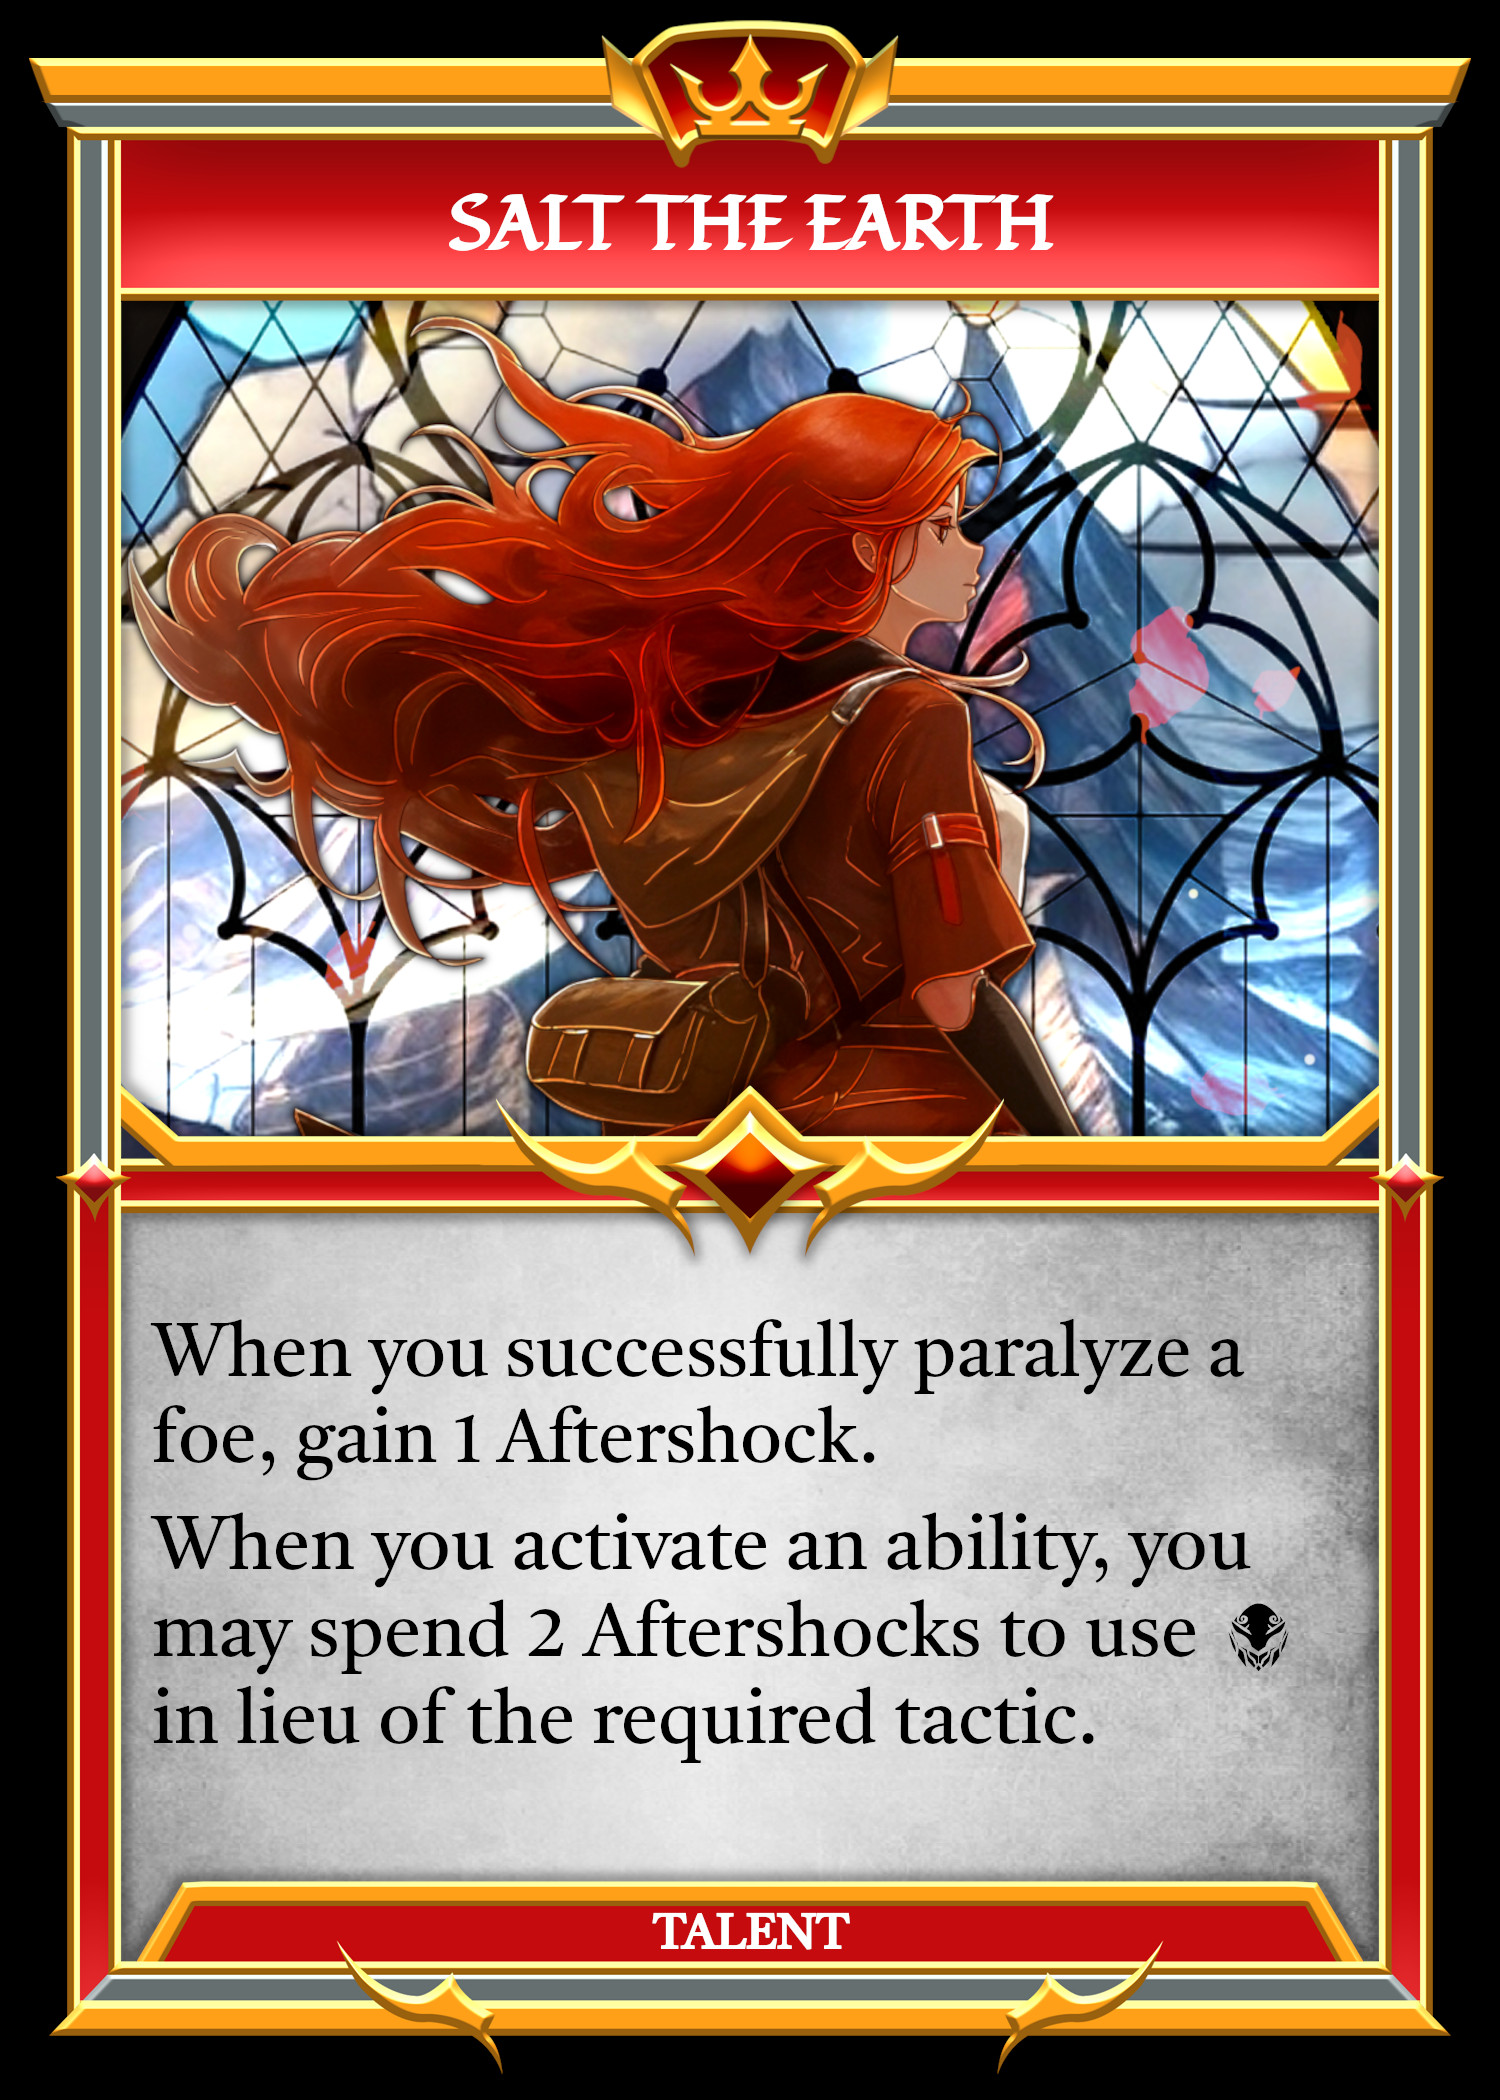 SALT THE EARTH
When you successfully paralyze a
foe, gain 1 Aftershock.
When you activate an ability, you
may spend 2 Aftershocks to use
in lieu of the required tactic.
TALENT